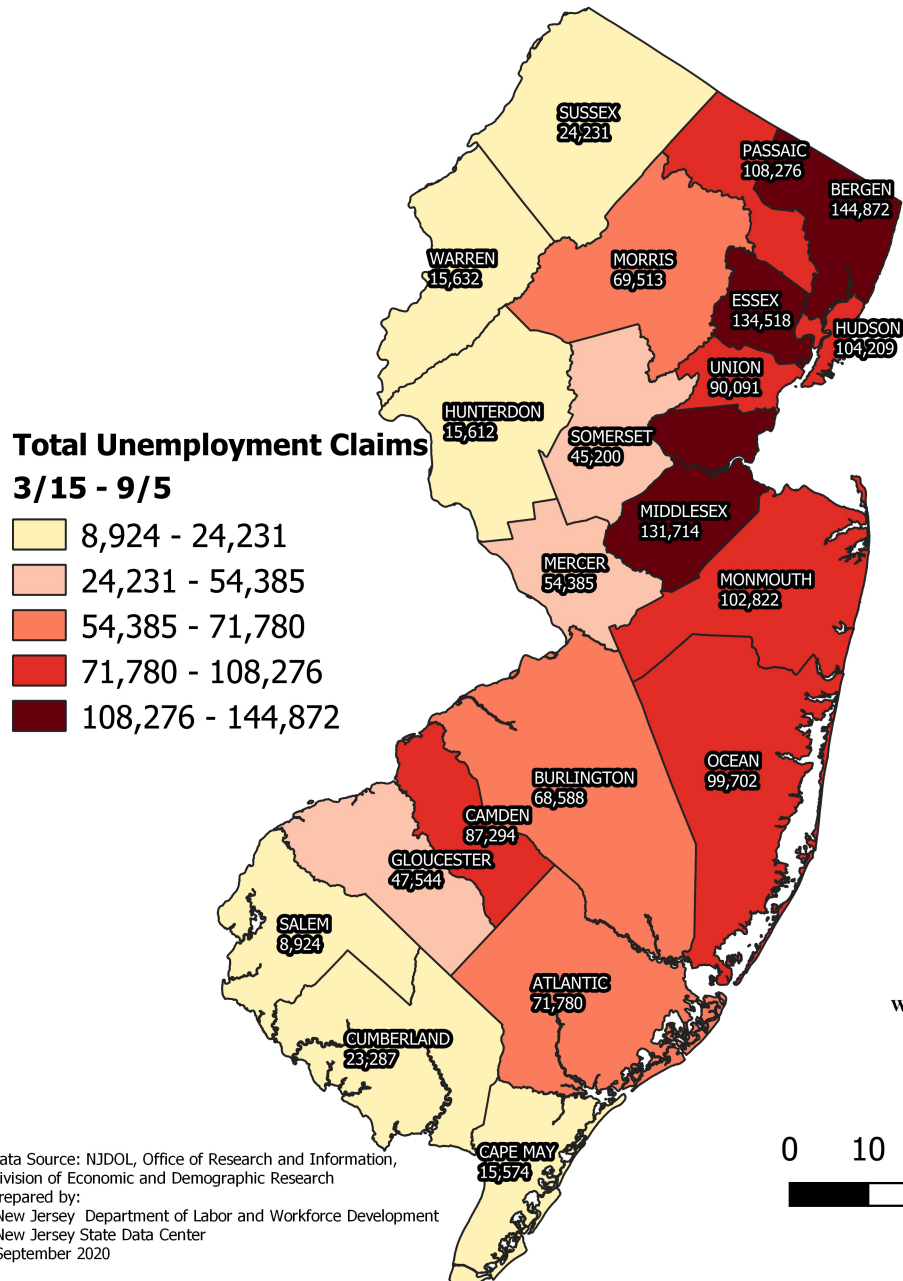 SUSSEX
24,231
PASSAIC
108,276
BERGEN
144,872
WARREN
15,632
MORRIS
69,513
ESSEX
134,518
HUDSON
104,209
UNION
90,091
HUNTERDON
15,612
SOMERSET
45,200
Total Unemployment Claims
3/15 - 9/5
8,924 - 24,231
24,231 - 54,385
54,385 - 71,780
71,780 - 108,276
108,276 - 144,872
MIDDLESEX
131,714
MERCER
54,385
MONMOUTH
102,822
OCEAN
99,702
BURLINGTON
68,588
CAMDEN
87,294
GLOUCESTER
47,544
SALEM
8,924
ATLANTIC
71,780
CUMBERLAND
23,287
CAPE MAY
15,574
W
0 10
ata Source: NJDOL, Office of Research and Information,
ivision of Economic and Demographic Research
repared by:
New Jersey Department of Labor and Workforce Development
New Jersey State Data Center
September 2020